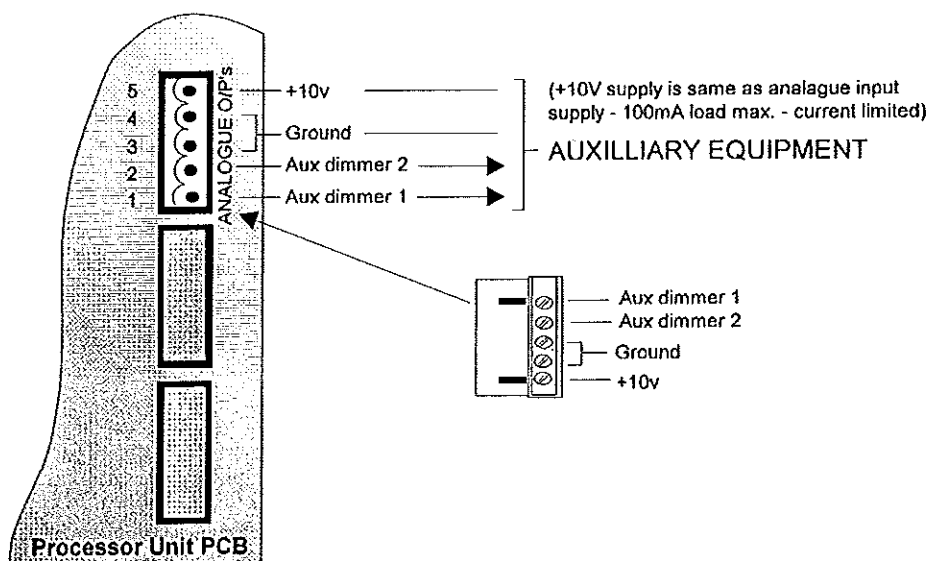 5
4
3
2
1
ANALOGUE O/P's
+10v
Ground
Aux dimmer 2
Aux dimmer 1
(+10V supply is same as analague input
supply - 100mA load max. - current limited)
AUXILLIARY EQUIPMENT
Aux dimmer 1
Aux dimmer 2
Ground
+10v
Processor Unit PCB